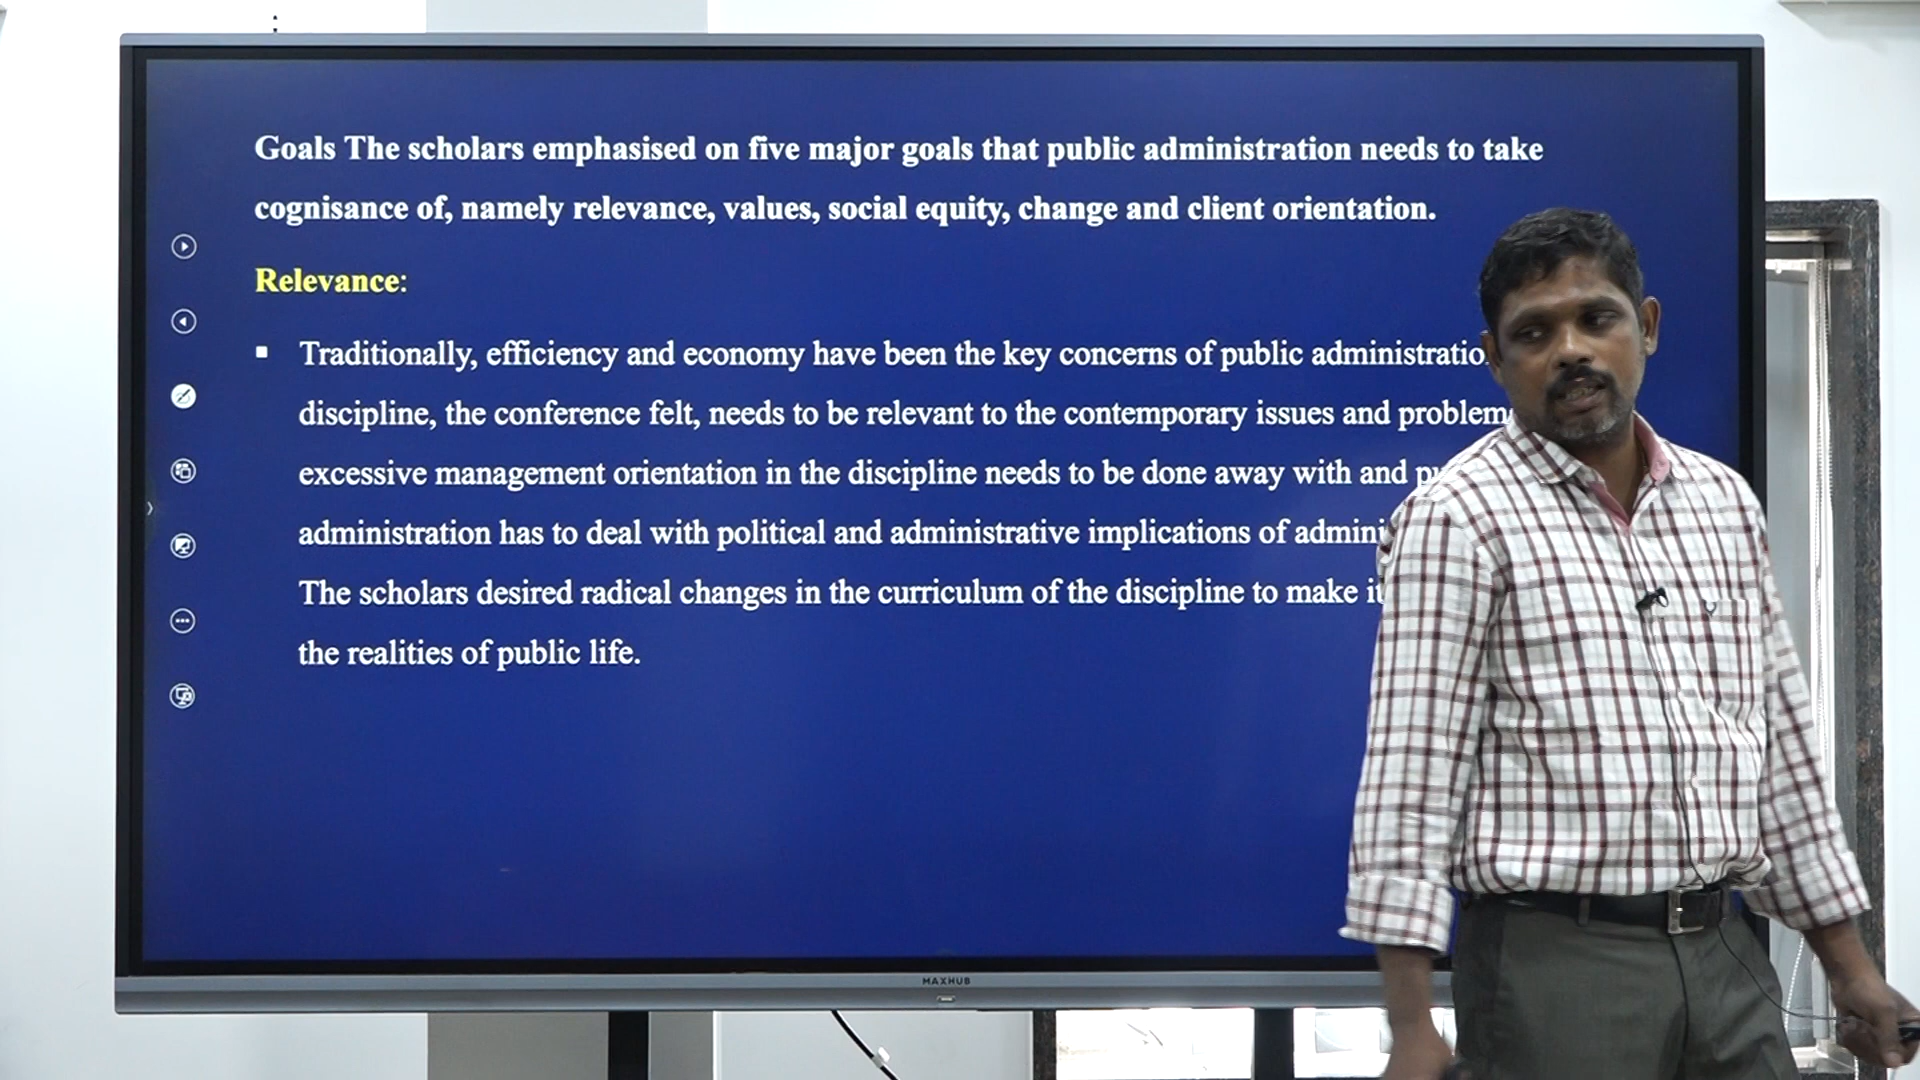 Goals The scholars emphasised on five major goals that public administration needs to take
cognisance of, namely relevance, values, social equity, change and client orientation.
Relevance:
▪ Traditionally, efficiency and economy have been the key concerns of public
discipline, the conference felt, needs to be relevant to the contemporary issues and
excessive management orientation in the discipline needs to be done away with and
administration has to deal with political and administrative implications of
The scholars desired radical changes in the curriculum of the discipline to make
the realities of public life.
MAXHUB